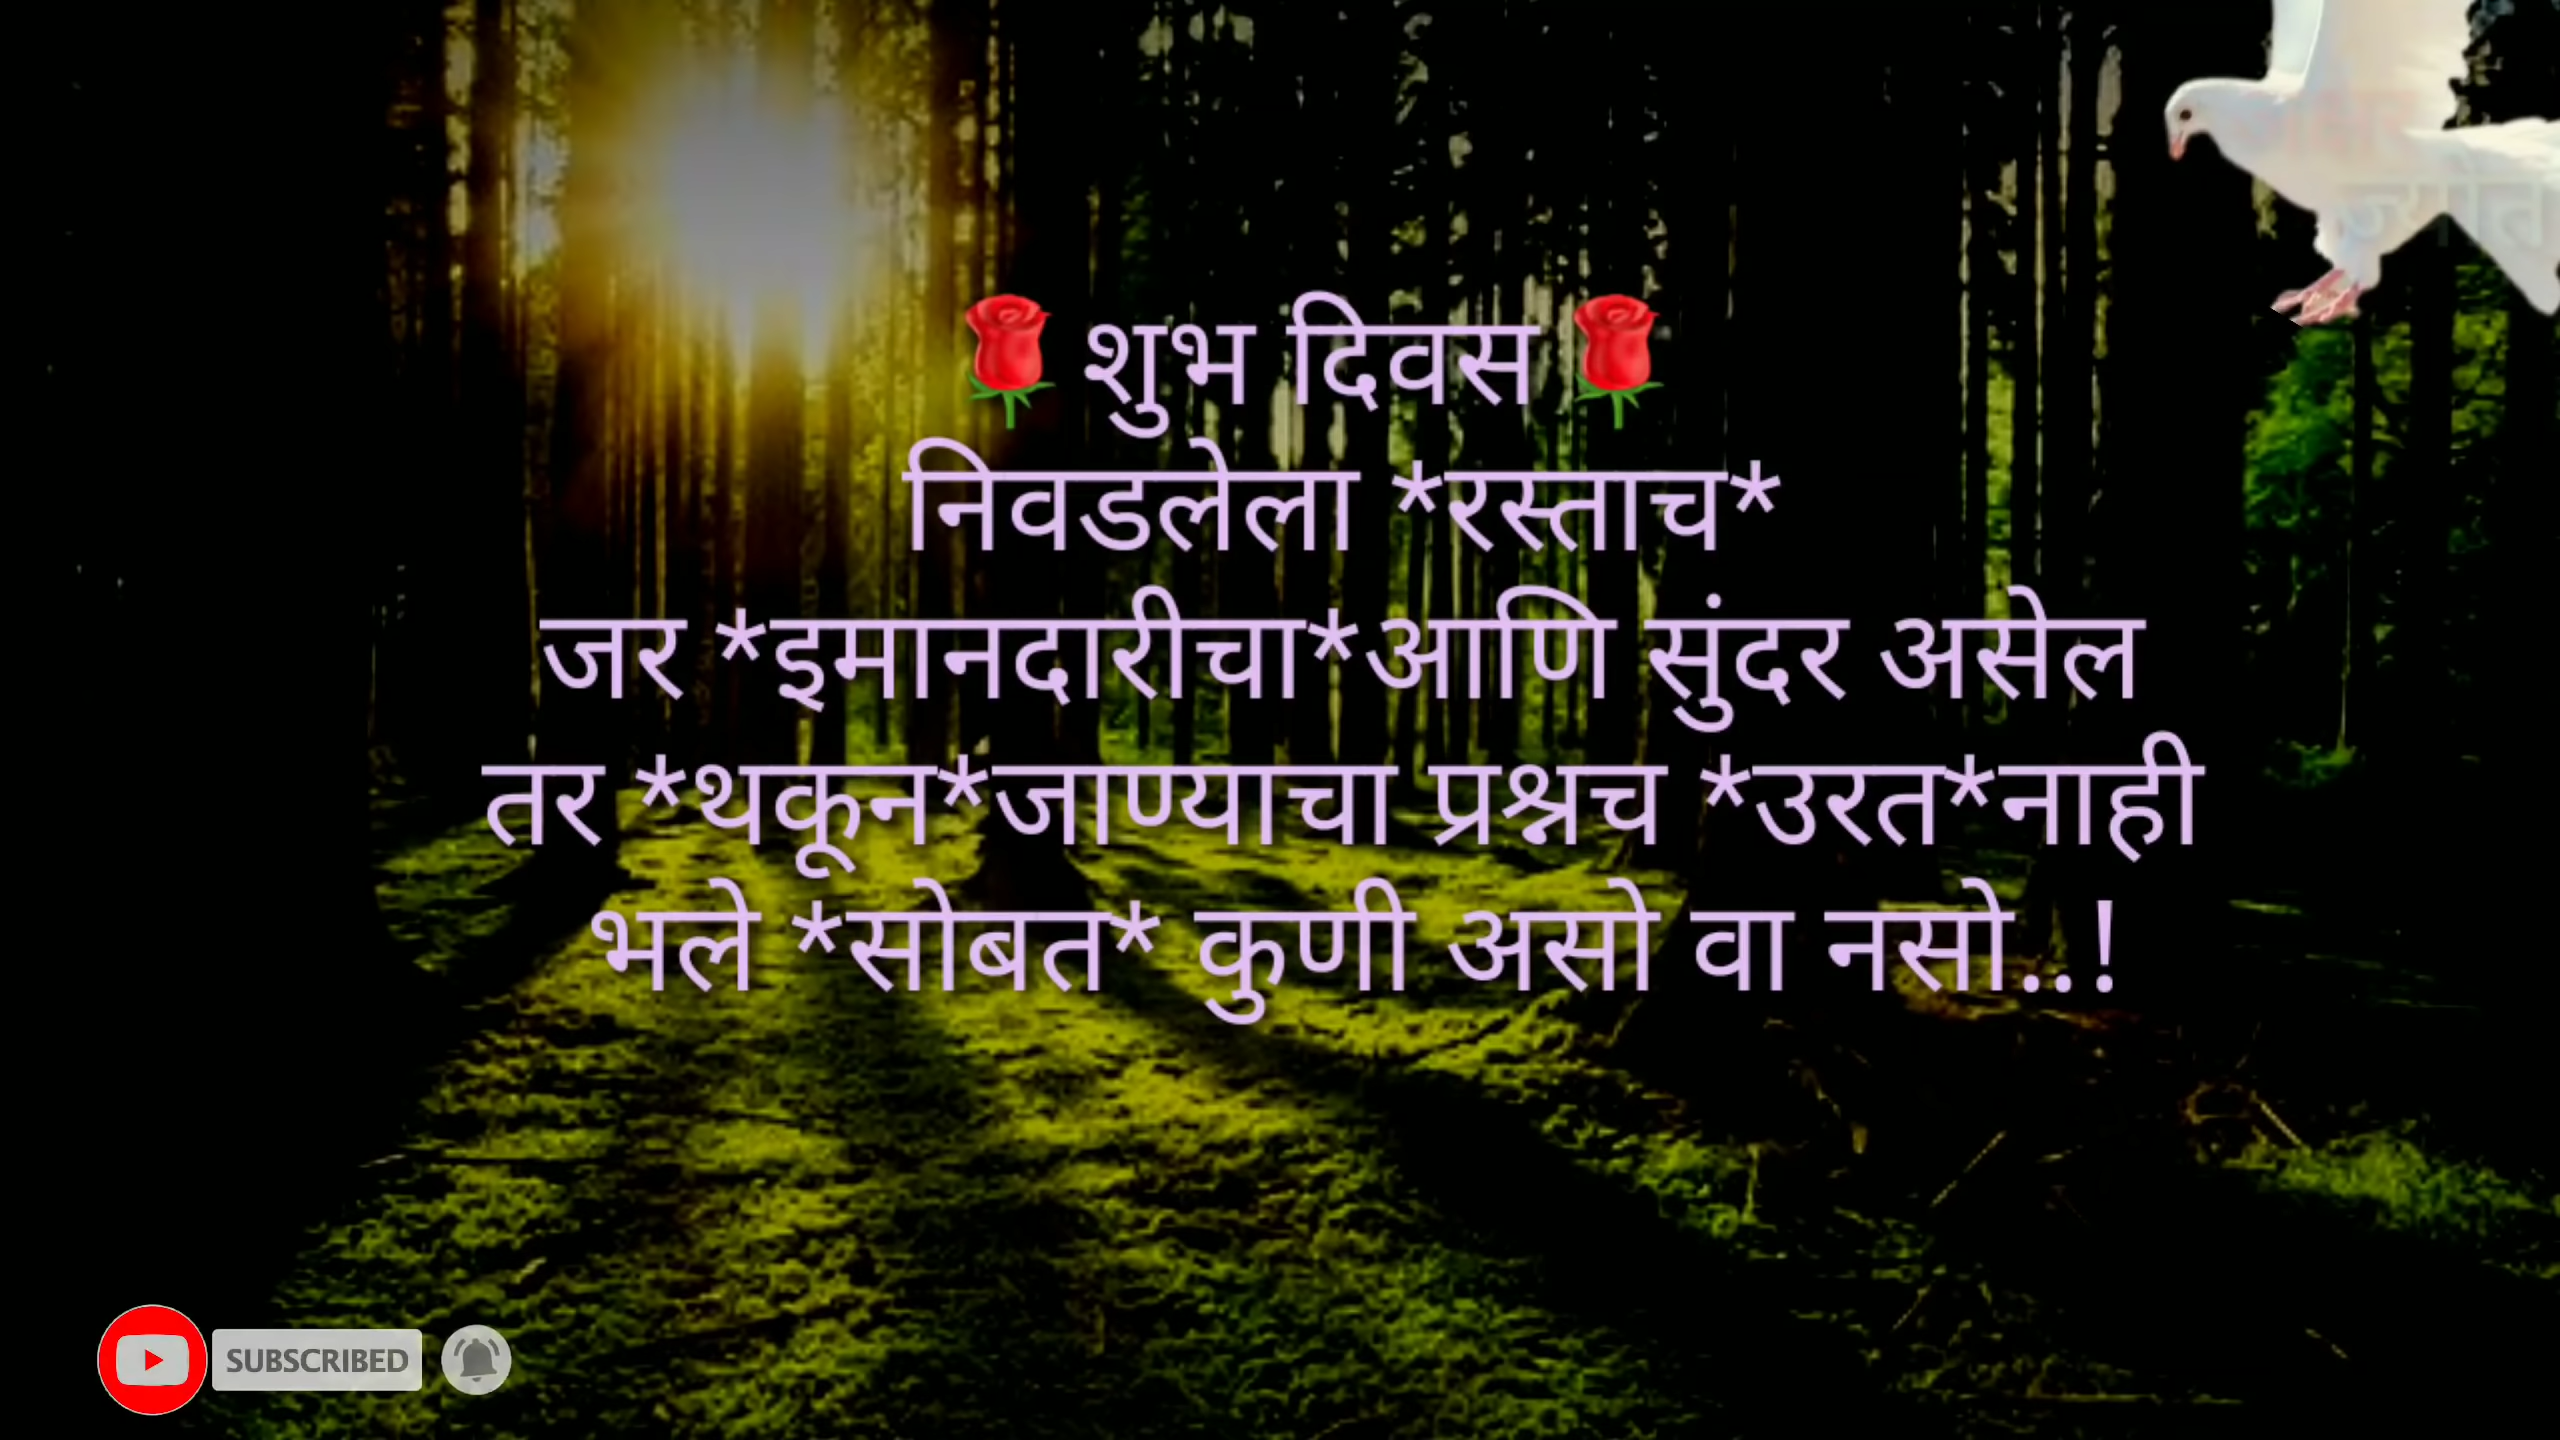 🌹शुभ दिवस🌹
निवडलेला *रस्ताच*
जर *इमानदारीचा*आणि सुंदर असेल
तर *थकून*जाण्याचा प्रश्नच *उरत*नाही
भले *सोबत* कुणी असो वा नसो..!
SUBSCRIBED